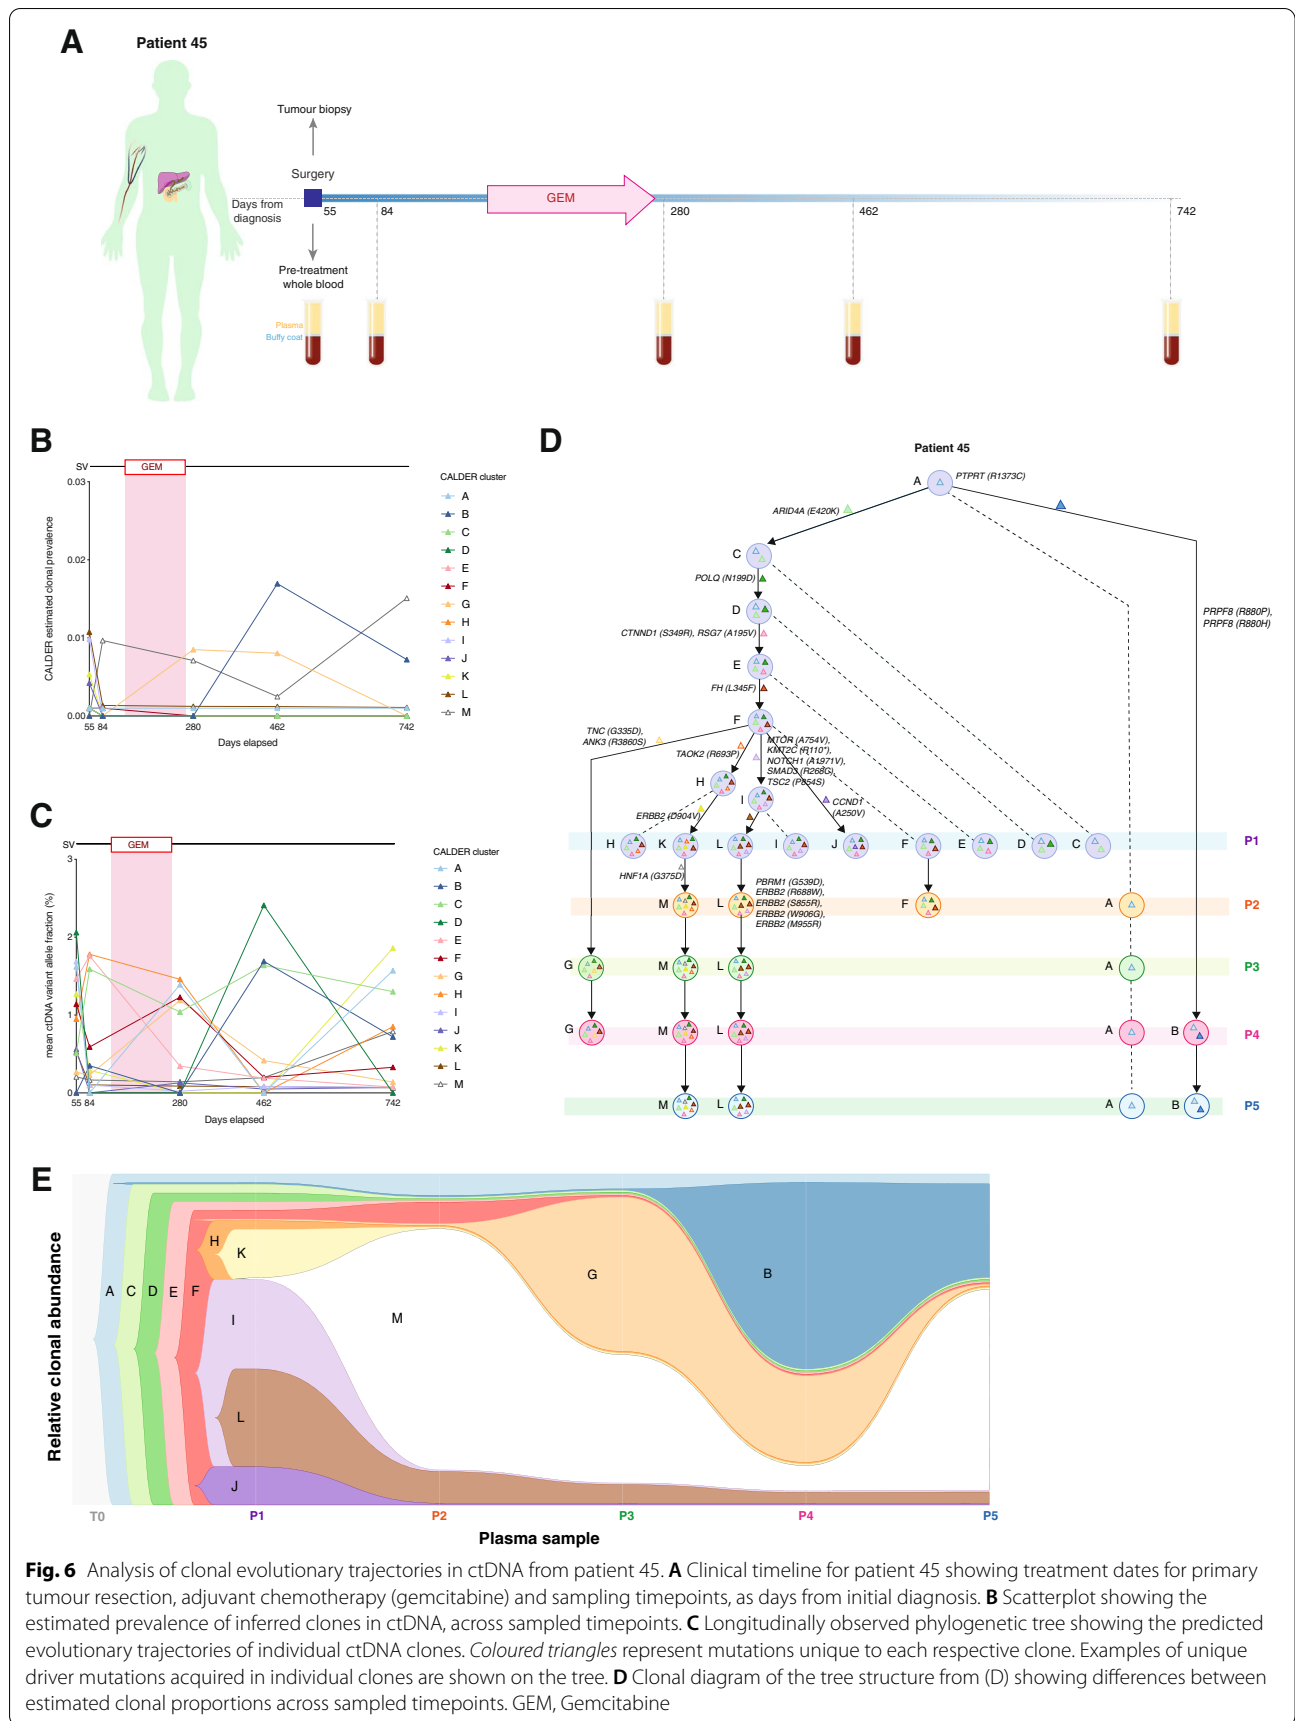 A
Patient 45
Tumour biopsy
Surgery
Days from
diagnosis
GEM
55
84
280
462
742
Pre-treatment
whole blood
Plasma
Buffy coat
B
SV
GEM
CALDER estimated clonal prevalence
0.03
0.02
0.01
0.00
55 84 280 462 742
Days elapsed
CALDER cluster
A
B
C
D
E
F
G
H
I
J
K
L
M
C
SV
GEM
mean ctDNA variant allele fraction (%)
3
2
1
0
55 84 280 462 742
Days elapsed
CALDER cluster
A
B
C
D
E
F
G
H
I
J
K
L
M
D
Patient 45
A
PTPRT (R1373C)
ARID4A (E420K)
C
POLQ (N199D)
D
PRPF8 (R880P),
PRPF8 (R880H)
CTNND1 (S349R), RSG7 (A195V)
E
FH (L345F)
F
TNC (G335D),
ANK3 (R3860S)
TAOK2 (R693P)
MTOR (A754V),
KMT2C (R110*),
NOTCH1 (A1971V),
SMAD3 (R268G),
TSC2 (P854S)
H
I
ERBB2 (D904V)
CCND1
(A250V)
H K L I J F E D C P1
HNF1A (G375D)
PBRM1 (G539D),
ERBB2 (R688W),
ERBB2 (S855R),
ERBB2 (W906G),
ERBB2 (M955R)
M L F A P2
G M L A P3
G M L A B P4
M L A B P5
E
Relative clonal abundance
A C D E F
H
K
I
L
J
M
G
B
T0 P1 P2 P3 P4 P5
Plasma sample
Fig. 6 Analysis of clonal evolutionary trajectories in ctDNA from patient 45. A Clinical timeline for patient 45 showing treatment dates for primary
tumour resection, adjuvant chemotherapy (gemcitabine) and sampling timepoints, as days from initial diagnosis. B Scatterplot showing the
estimated prevalence of inferred clones in ctDNA, across sampled timepoints. C Longitudinally observed phylogenetic tree showing the predicted
evolutionary trajectories of individual ctDNA clones. Coloured triangles represent mutations unique to each respective clone. Examples of unique
driver mutations acquired in individual clones are shown on the tree. D Clonal diagram of the tree structure from (D) showing differences between
estimated clonal proportions across sampled timepoints. GEM, Gemcitabine